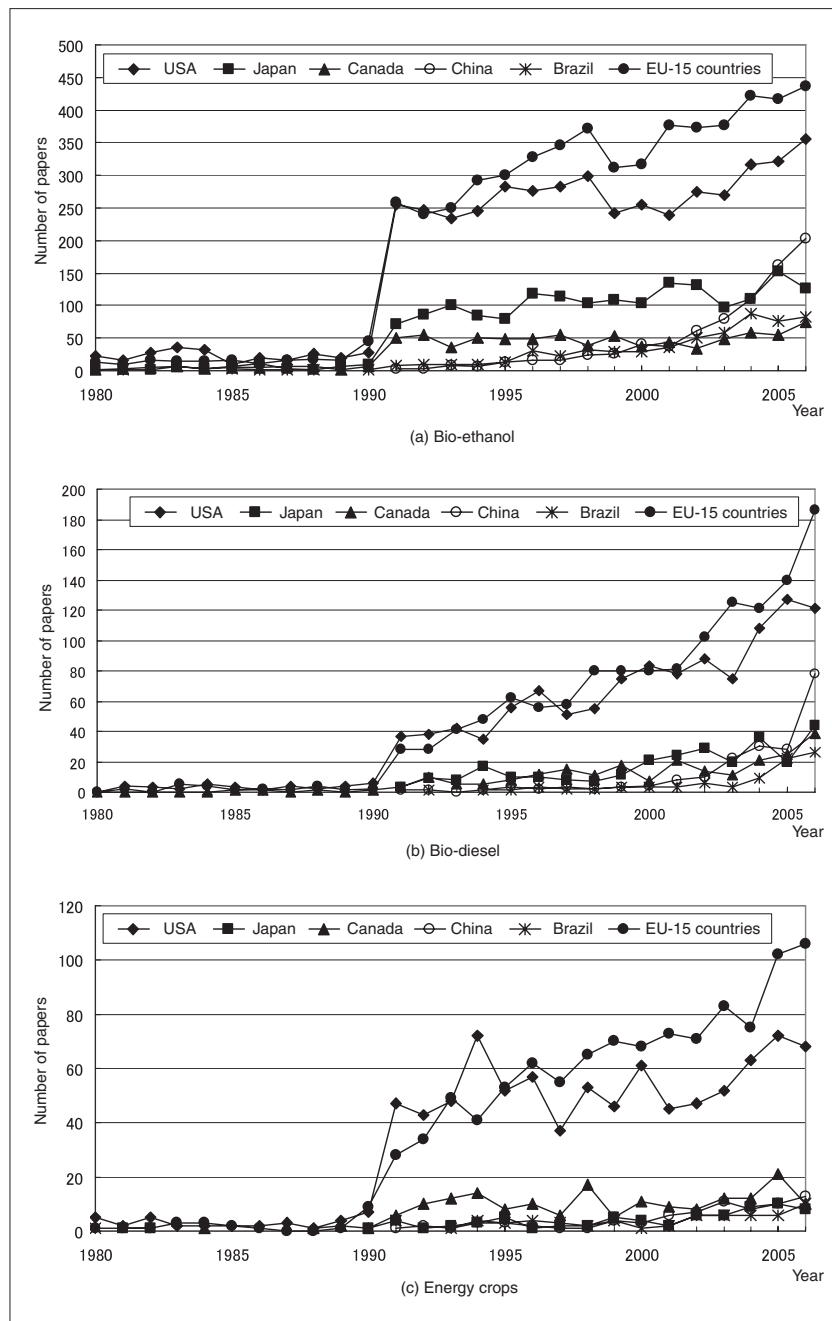 500
USA Japan Canada China Brazil EU-15 countries
450
400
350
300
250
200
150
100
50
0
Number of papers
1980 1985 1990 1995 2000 2005
Year
(a) Bio-ethanol
200
USA Japan Canada China Brazil EU-15 countries
180
160
140
120
100
80
60
40
20
0
Number of papers
1980 1985 1990 1995 2000 2005
Year
(b) Bio-diesel
120
USA Japan Canada China Brazil EU-15 countries
100
80
60
40
20
0
Number of papers
1980 1985 1990 1995 2000 2005
Year
(c) Energy crops